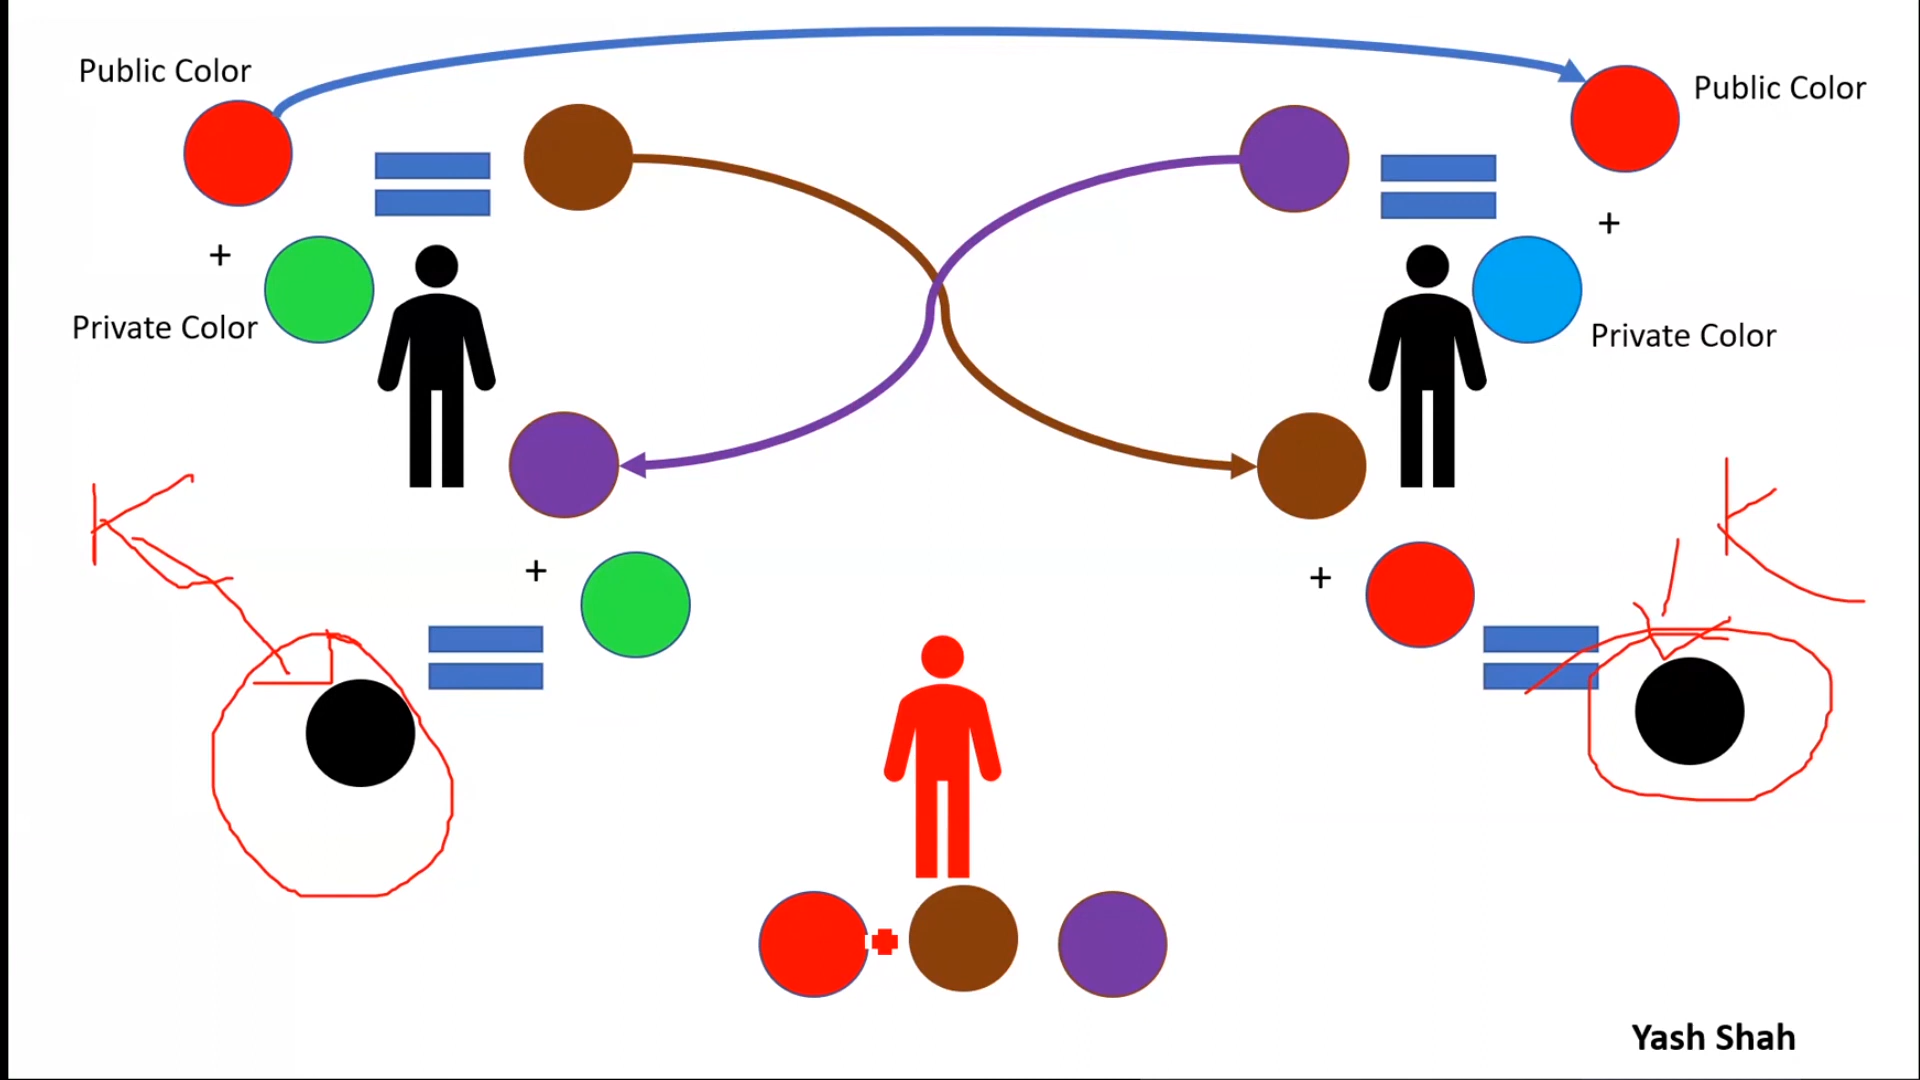 Public Color
Public Color
+
+
Private Color
Private Color
K
K
+
+
Yash Shah